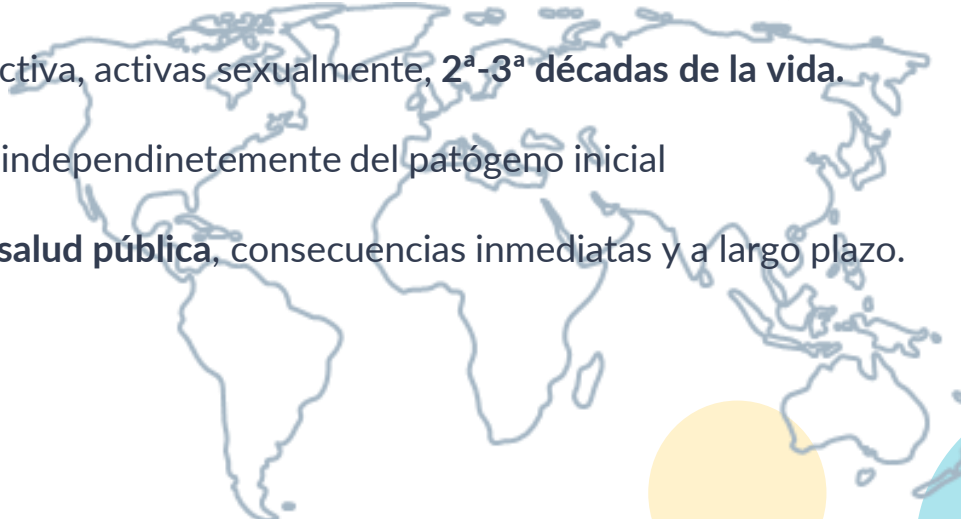 ctiva, activas sexualmente, 2ª-3ª décadas de la vida.
independinetemente del patógeno inicial
salud pública, consecuencias inmediatas y a largo plazo.